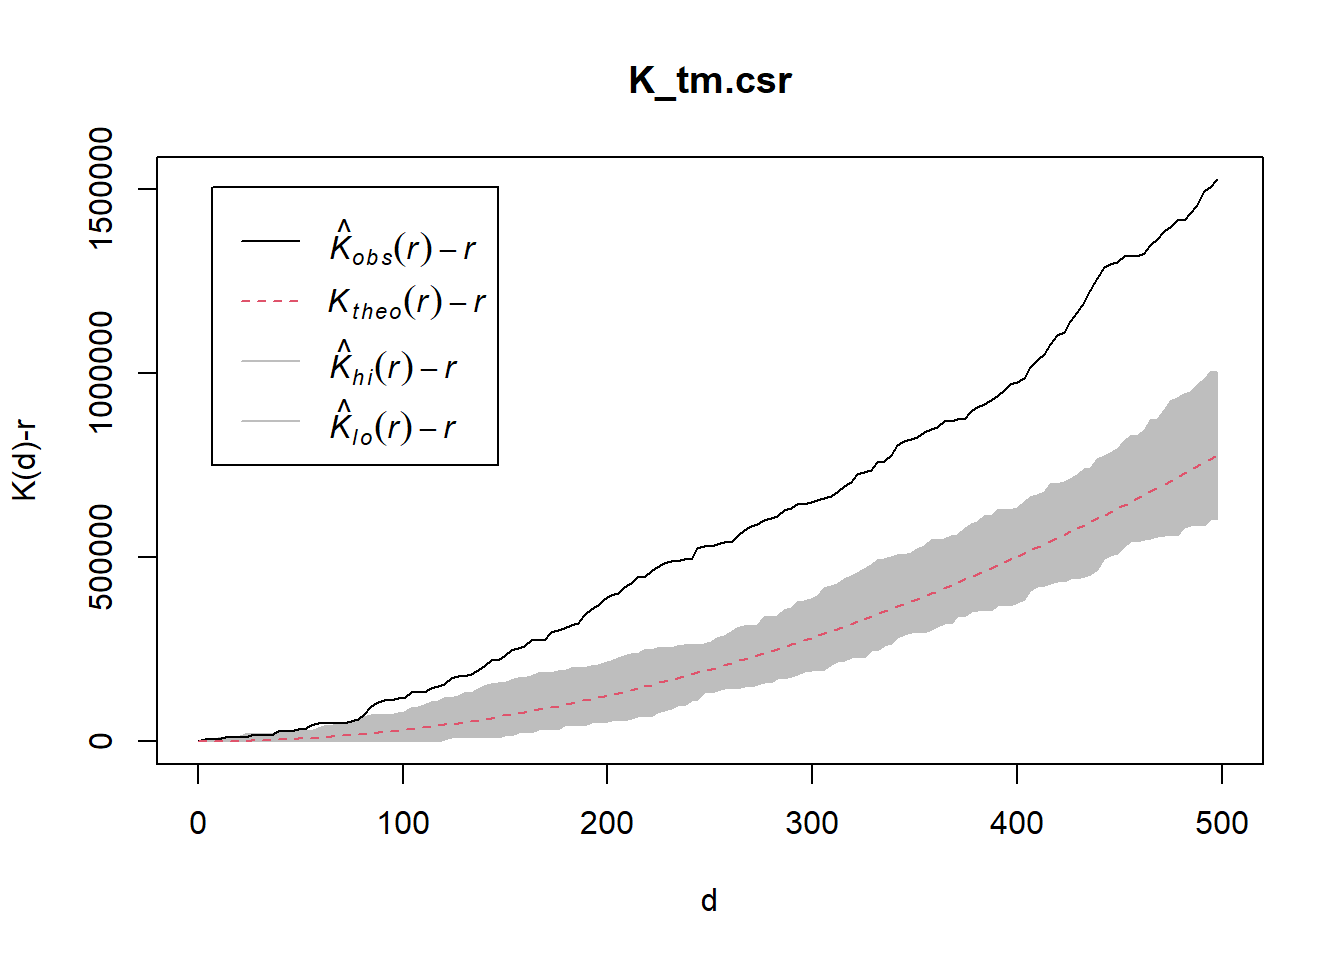 K_tm.csr
K̂obs(r) − r
Ktheo(r) − r
K̂hi(r) − r
K̂lo(r) − r
K(d)-r
0
500000
1000000
1500000
0 100 200 300 400 500
d